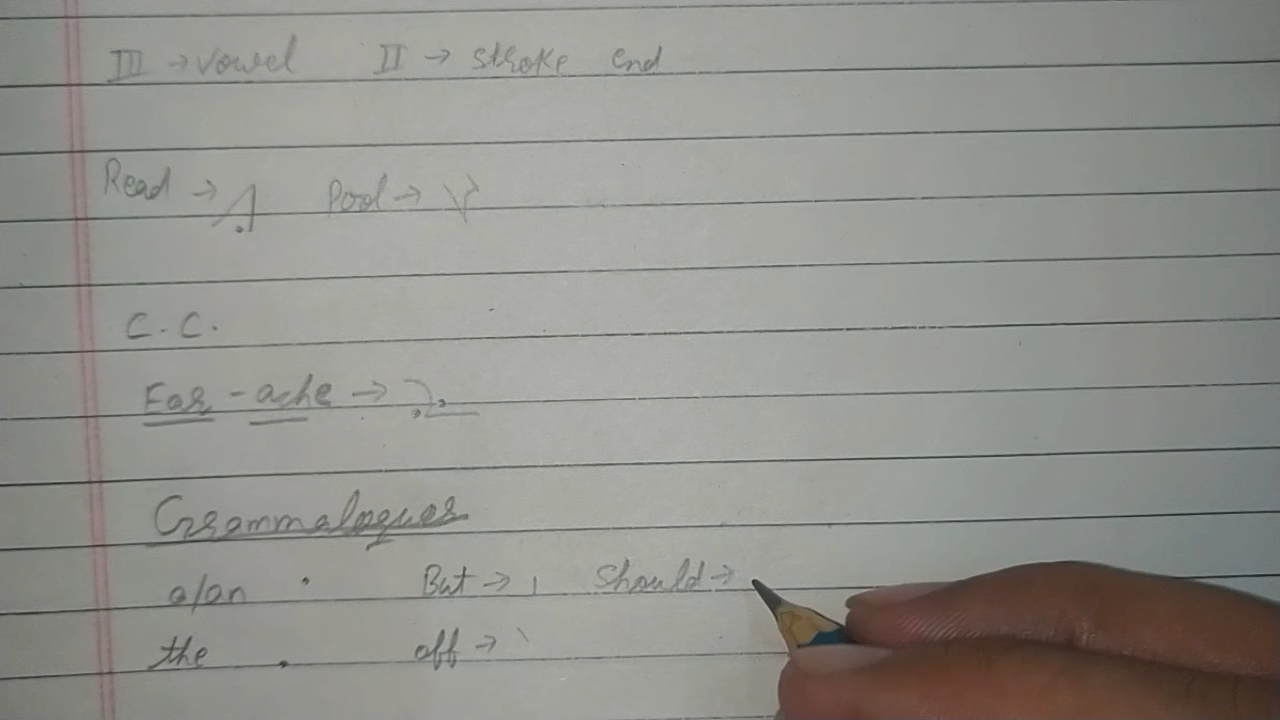 III → vowel II → stroke end
Read → Pool →
C.C.
Ear - ache →
Grammalogues
a/an . But → Should →
the . off →